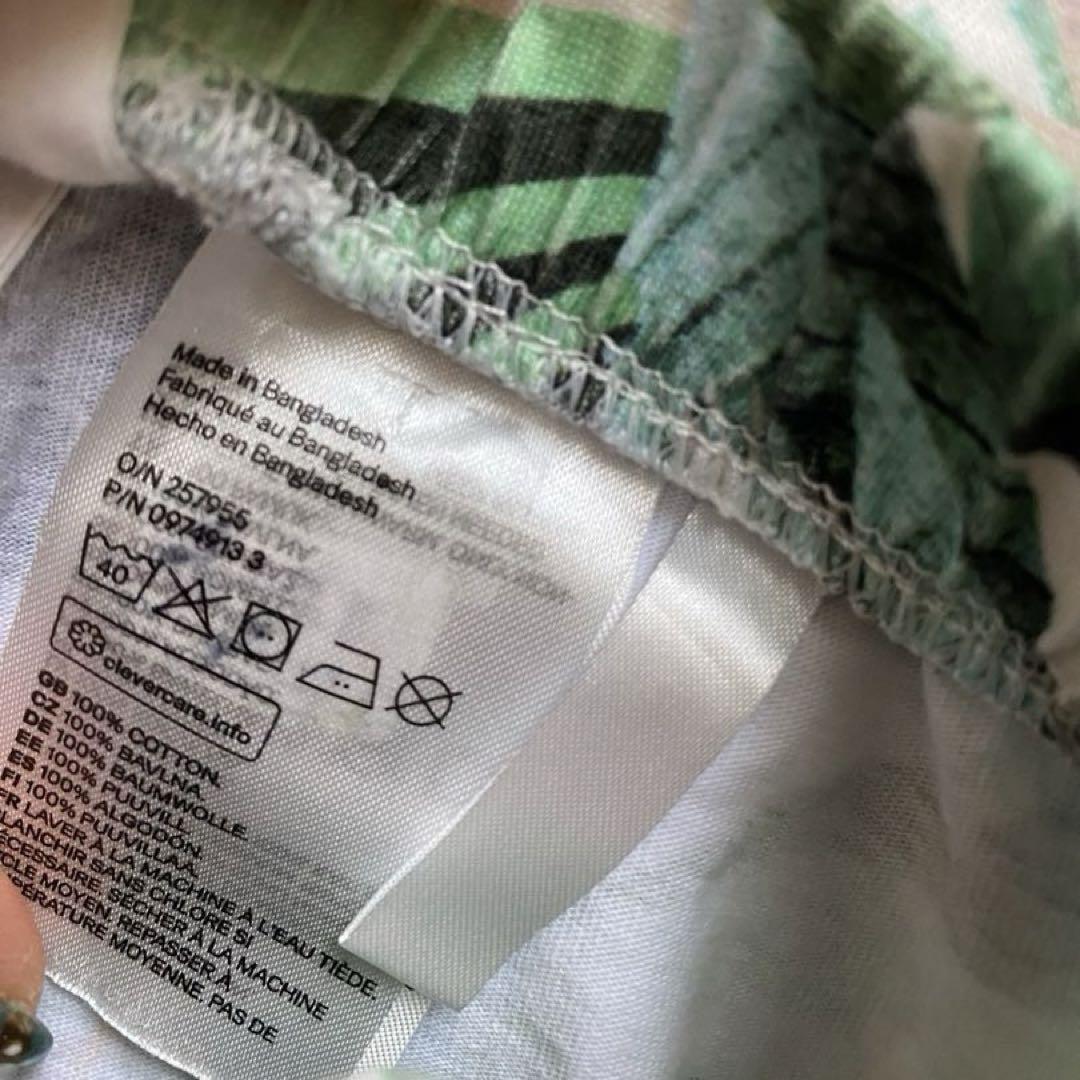 Made in Bangladesh
Fabriqué au Bangladesh
Hecho en Bangladesh
O/N 257955
P/N 0974913 3
40
clevercare.info
GB 100% COTTON.
CZ 100% BAVLNA.
DE 100% BAUMWOLLE.
EE 100% PUUVILL.
ES 100% ALGODÓN.
FI 100% PUUVILLAA.
FR LAVER À LA MACHINE À L'EAU TIÈDE.
BLANCHIR SANS CHLORE SI
NÉCESSAIRE. SÉCHER À LA MACHINE
CYCLE MOYEN. REPASSER À
TEMPÉRATURE MOYENNE. PAS DE